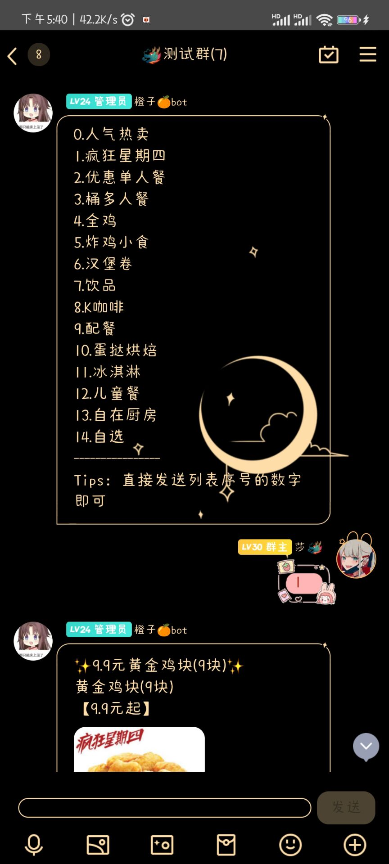 下午5:40 | 42.2K/s
8
测试群(7)
LV24 管理员 橙子🍊bot
0.人气热卖
1.疯狂星期四
2.优惠单人餐
3.桶多人餐
4.全鸡
5.炸鸡小食
6.汉堡卷
7.饮品
8.K咖啡
9.配餐
10.蛋挞烘焙
11.冰淇淋
12.儿童餐
13.自在厨房
14.自选
----------------
Tips: 直接发送列表序号的数字
即可
LV30 群主 莎
1
LV24 管理员 橙子🍊bot
✨9.9元黄金鸡块(9块)✨
黄金鸡块(9块)
【9.9元起】
疯狂星期四
发送